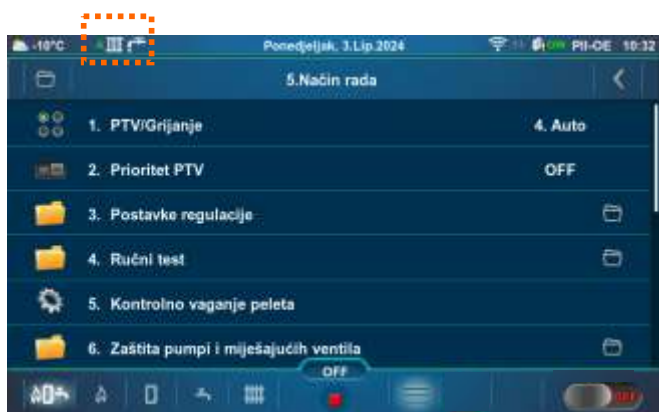 -10°C A Ponedjeljak, 3.Lip.2024 PII-OE 10:32
5.Način rada
1. PTV/Grijanje 4. Auto
2. Prioritet PTV OFF
3. Postavke regulacije
4. Ručni test
5. Kontrolno vaganje peleta
6. Zaštita pumpi i miješajućih ventila
OFF
OFF